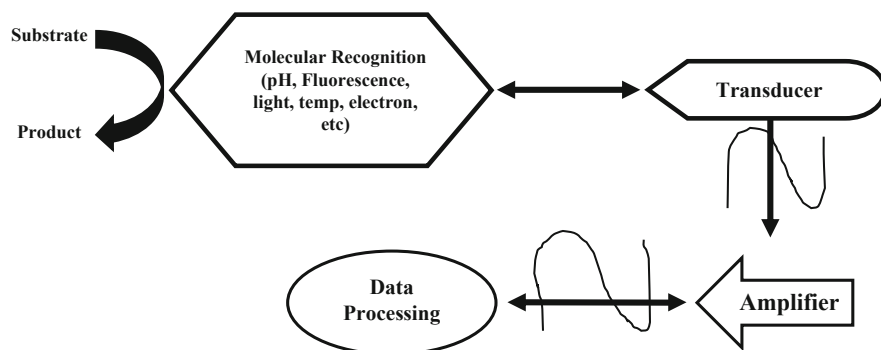 Substrate
Product
Molecular Recognition
(pH, Fluorescence,
light, temp, electron,
etc)
Transducer
Amplifier
Data
Processing